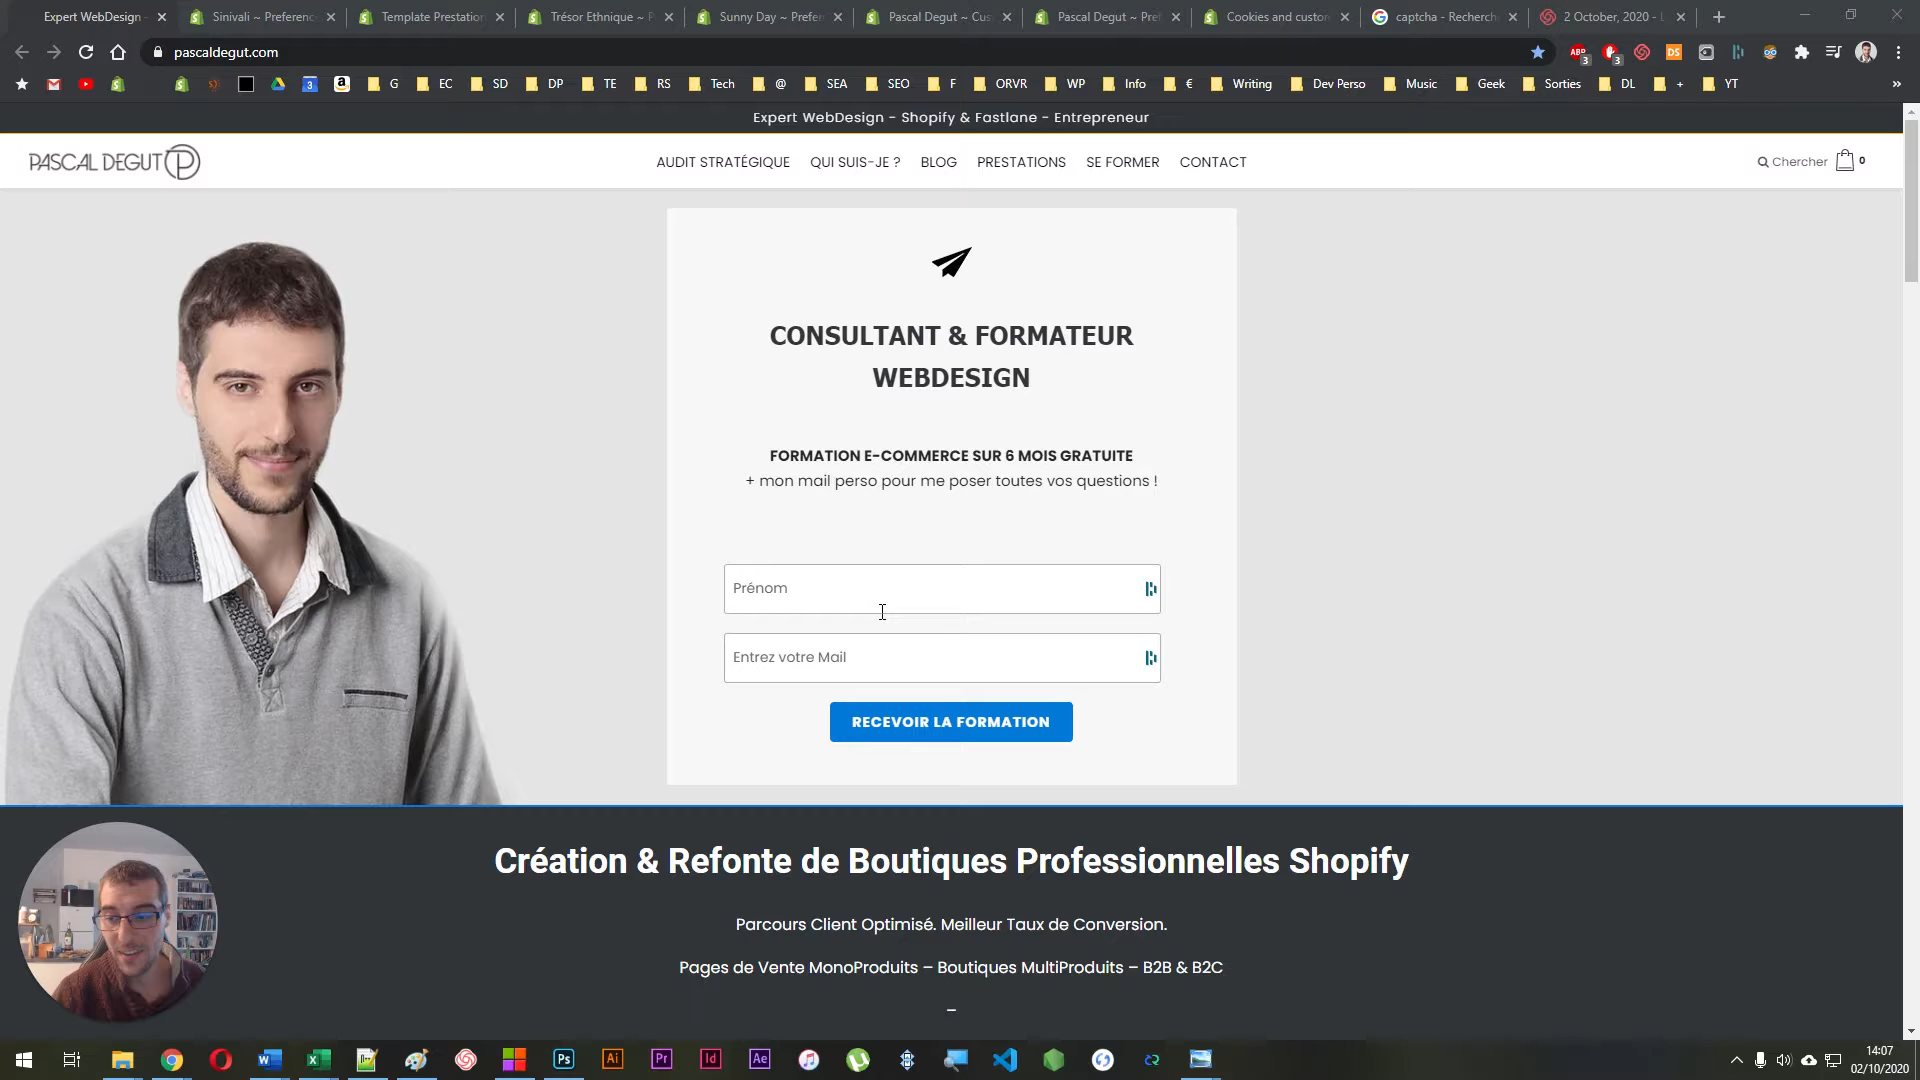 Expert WebDesign -
Sinivali ~ Preferenc
Template Prestation
Trésor Ethnique ~ P
Sunny Day ~ Prefer
Pascal Degut ~ Cus
Pascal Degut ~ Pref
Cookies and custo
captcha - Recherch
2 October, 2020 - L
pascaldegut.com
G
EC
SD
DP
TE
RS
Tech
@
SEA
SEO
F
ORVR
WP
Info
€
Writing
Dev Perso
Music
Geek
Sorties
DL
+
YT
»
Expert WebDesign - Shopify & Fastlane - Entrepreneur
PASCAL DEGUT
AUDIT STRATÉGIQUE
QUI SUIS-JE ?
BLOG
PRESTATIONS
SE FORMER
CONTACT
Chercher
0
CONSULTANT & FORMATEUR
WEBDESIGN
FORMATION E-COMMERCE SUR 6 MOIS GRATUITE
+ mon mail perso pour me poser toutes vos questions !
Prénom
Entrez votre Mail
RECEVOIR LA FORMATION
Création & Refonte de Boutiques Professionnelles Shopify
Parcours Client Optimisé. Meilleur Taux de Conversion.
Pages de Vente MonoProduits – Boutiques MultiProduits – B2B & B2C
–
14:07
02/10/2020